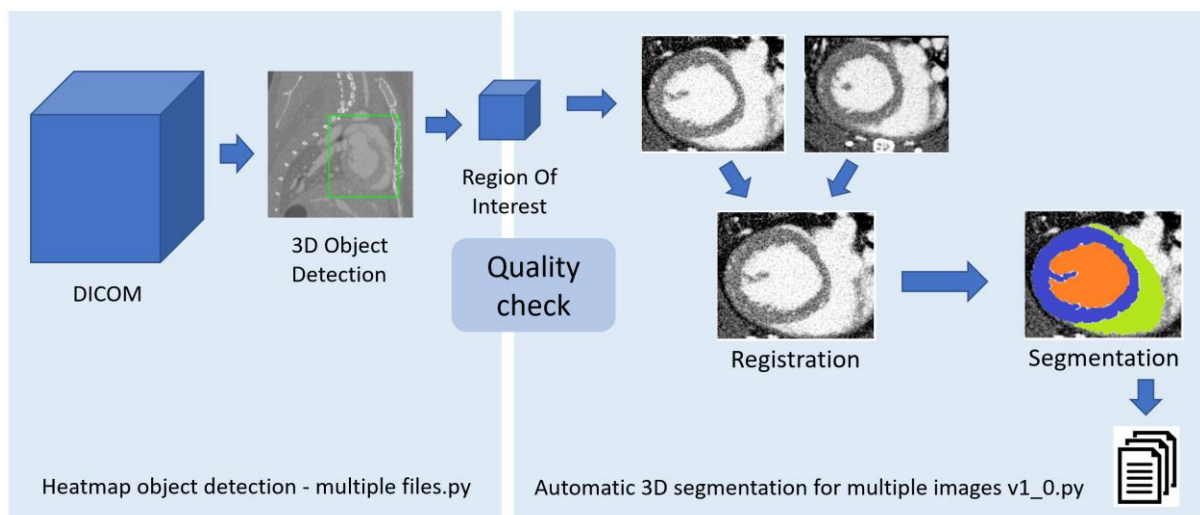 DICOM
3D Object
Detection
Region Of
Interest
Quality
check
Registration
Segmentation
Heatmap object detection - multiple files.py
Automatic 3D segmentation for multiple images v1_0.py